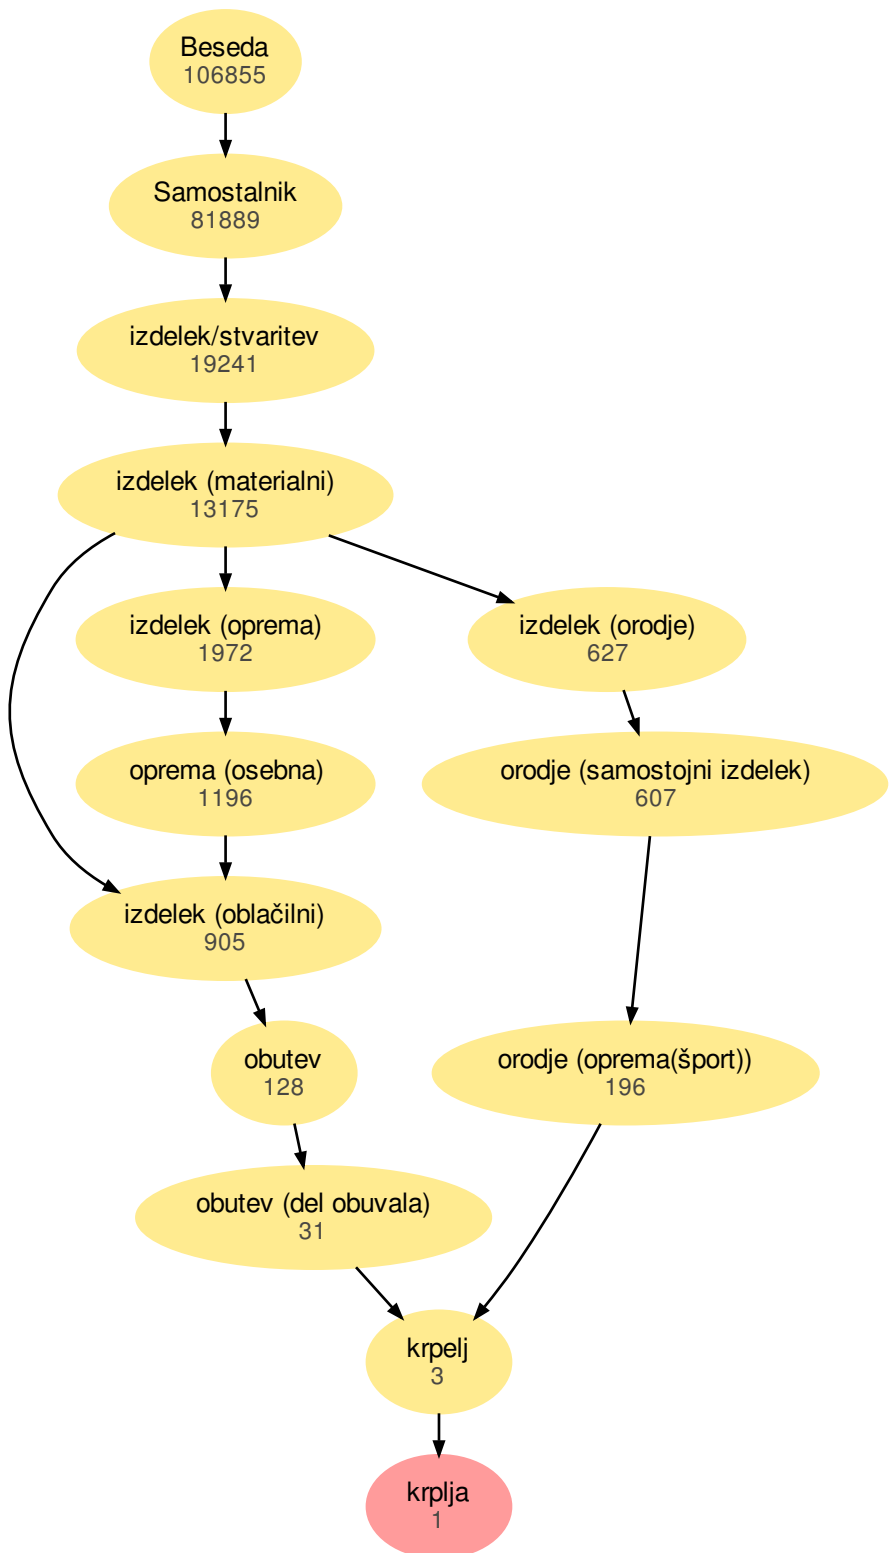 Beseda
106855
Samostalnik
81889
izdelek/stvaritev
19241
izdelek (materialni)
13175
izdelek (oprema)
1972
izdelek (orodje)
627
oprema (osebna)
1196
orodje (samostojni izdelek)
607
izdelek (oblačilni)
905
obutev
128
orodje (oprema(šport))
196
obutev (del obuvala)
31
krpelj
3
krplja
1